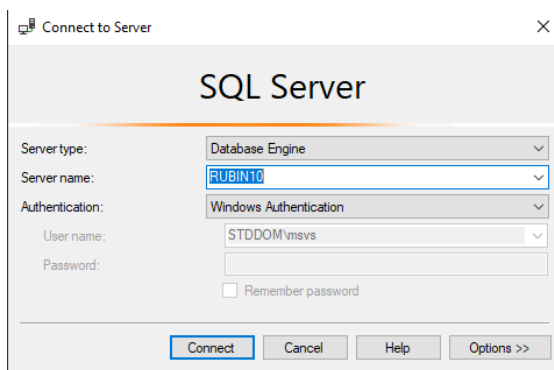 Connect to Server
SQL Server
Server type: Database Engine
Server name: RUBIN10
Authentication: Windows Authentication
User name: STDDOM\msvs
Password:
Remember password
Connect Cancel Help Options >>